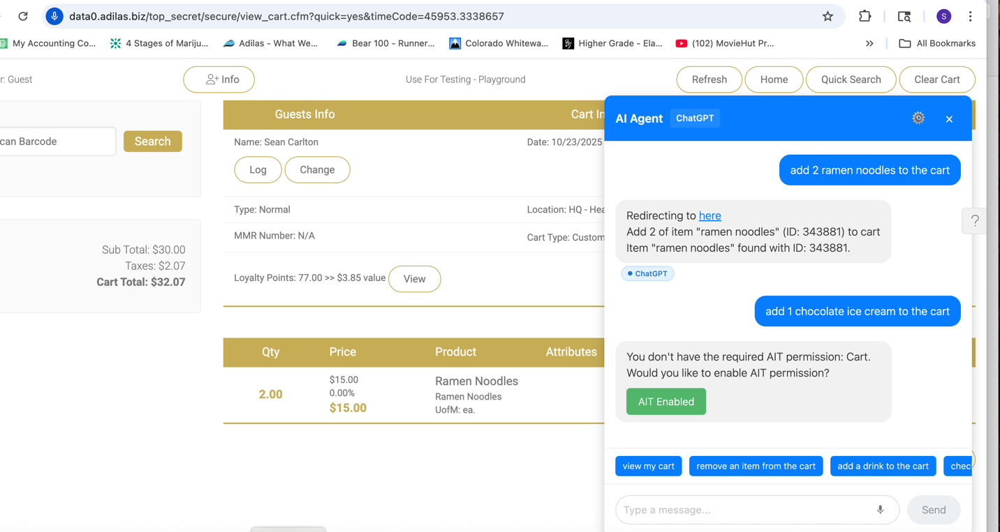 data0.adilas.biz/top_secret/secure/view_cart.cfm?quick=yes&timeCode=45953.3338657
S
My Accounting Co...
4 Stages of Mariju...
Adilas - What We...
Bear 100 - Runner...
Colorado Whitewa...
Higher Grade - Ela...
(102) MovieHut Pr...
»
All Bookmarks
r: Guest
Info
Use For Testing - Playground
Refresh
Home
Quick Search
Clear Cart
can Barcode
Search
Sub Total: $30.00
Taxes: $2.07
Cart Total: $32.07
Guests Info
Cart In
Name: Sean Carlton
Date: 10/23/2025
Log
Change
Type: Normal
Location: HQ - Hea
MMR Number: N/A
Cart Type: Custom
Loyalty Points: 77.00 >> $3.85 value
View
Qty
Price
Product
Attributes
2.00
$15.00
0.00%
$15.00
Ramen Noodles
Ramen Noodles
UofM: ea.
AI Agent
ChatGPT
×
add 2 ramen noodles to the cart
Redirecting to here
Add 2 of item "ramen noodles" (ID: 343881) to cart
Item "ramen noodles" found with ID: 343881.
ChatGPT
add 1 chocolate ice cream to the cart
You don't have the required AIT permission: Cart.
Would you like to enable AIT permission?
AIT Enabled
view my cart
remove an item from the cart
add a drink to the cart
chec
Type a message...
Send
?